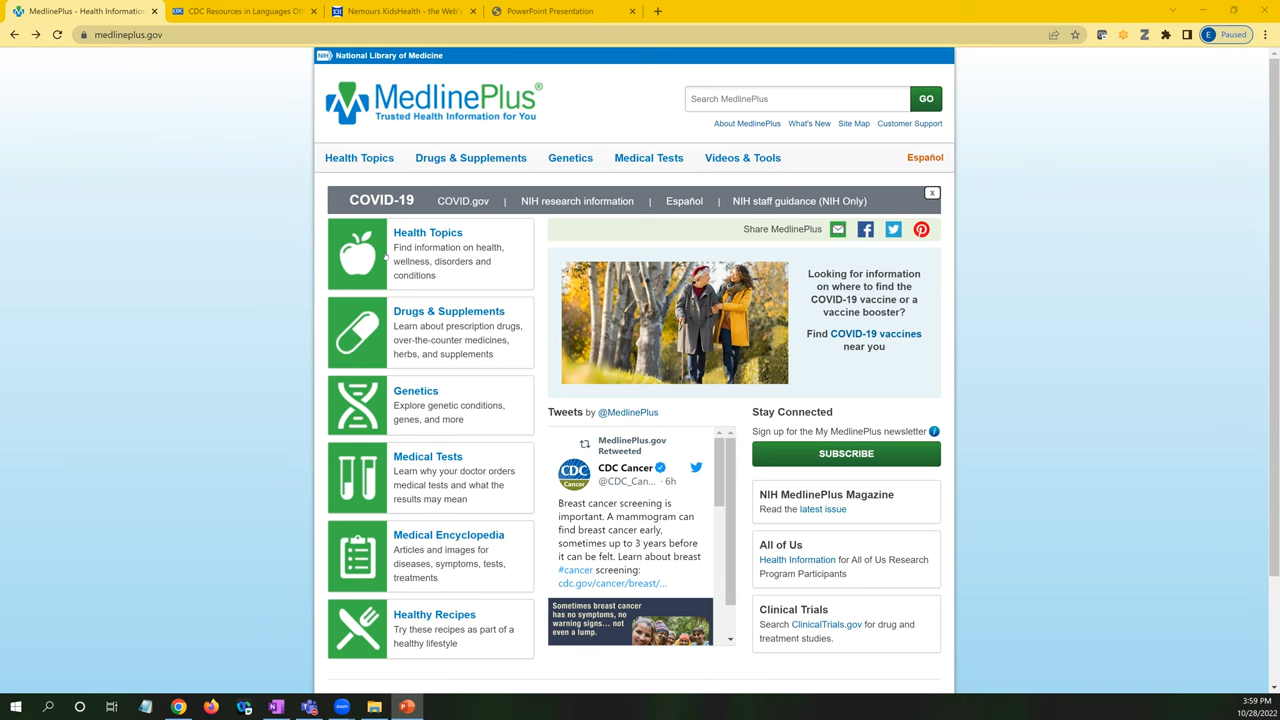 MedlinePlus - Health Informatio
CDC Resources in Languages Ot
Nemours KidsHealth - the Web's
PowerPoint Presentation
medlineplus.gov
E Paused
NIH National Library of Medicine
MedlinePlus®
Trusted Health Information for You
Search MedlinePlus
GO
About MedlinePlus What's New Site Map Customer Support
Health Topics Drugs & Supplements Genetics Medical Tests Videos & Tools Español
COVID-19 COVID.gov | NIH research information | Español | NIH staff guidance (NIH Only)
X
Health Topics
Find information on health,
wellness, disorders and
conditions
Drugs & Supplements
Learn about prescription drugs,
over-the-counter medicines,
herbs, and supplements
Genetics
Explore genetic conditions,
genes, and more
Medical Tests
Learn why your doctor orders
medical tests and what the
results may mean
Medical Encyclopedia
Articles and images for
diseases, symptoms, tests,
treatments
Healthy Recipes
Try these recipes as part of a
healthy lifestyle
Share MedlinePlus
Looking for information
on where to find the
COVID-19 vaccine or a
vaccine booster?
Find COVID-19 vaccines
near you
Tweets by @MedlinePlus
MedlinePlus.gov
Retweeted
CDC Cancer
@CDC_Can... · 6h
CDC
Cancer
Breast cancer screening is
important. A mammogram can
find breast cancer early,
sometimes up to 3 years before
it can be felt. Learn about breast
#cancer screening:
cdc.gov/cancer/breast/...
Sometimes breast cancer
has no symptoms, no
warning signs... not
even a lump.
Stay Connected
Sign up for the My MedlinePlus newsletter
SUBSCRIBE
NIH MedlinePlus Magazine
Read the latest issue
All of Us
Health Information for All of Us Research
Program Participants
Clinical Trials
Search ClinicalTrials.gov for drug and
treatment studies.
zoom
3:59 PM
10/28/2022